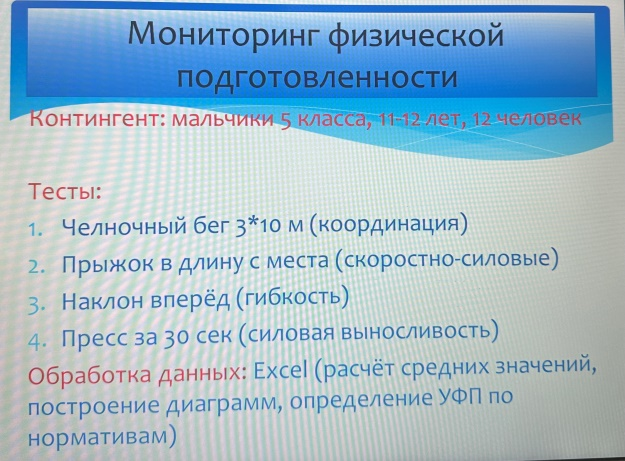 Мониторинг физической
подготовленности
Контингент: мальчики 5 класса, 11-12 лет, 12 человек
Тесты:
1. Челночный бег 3*10 м (координация)
2. Прыжок в длину с места (скоростно-силовые)
3. Наклон вперёд (гибкость)
4. Пресс за 30 сек (силовая выносливость)
Обработка данных: Excel (расчёт средних значений,
построение диаграмм, определение УФП по
нормативам)